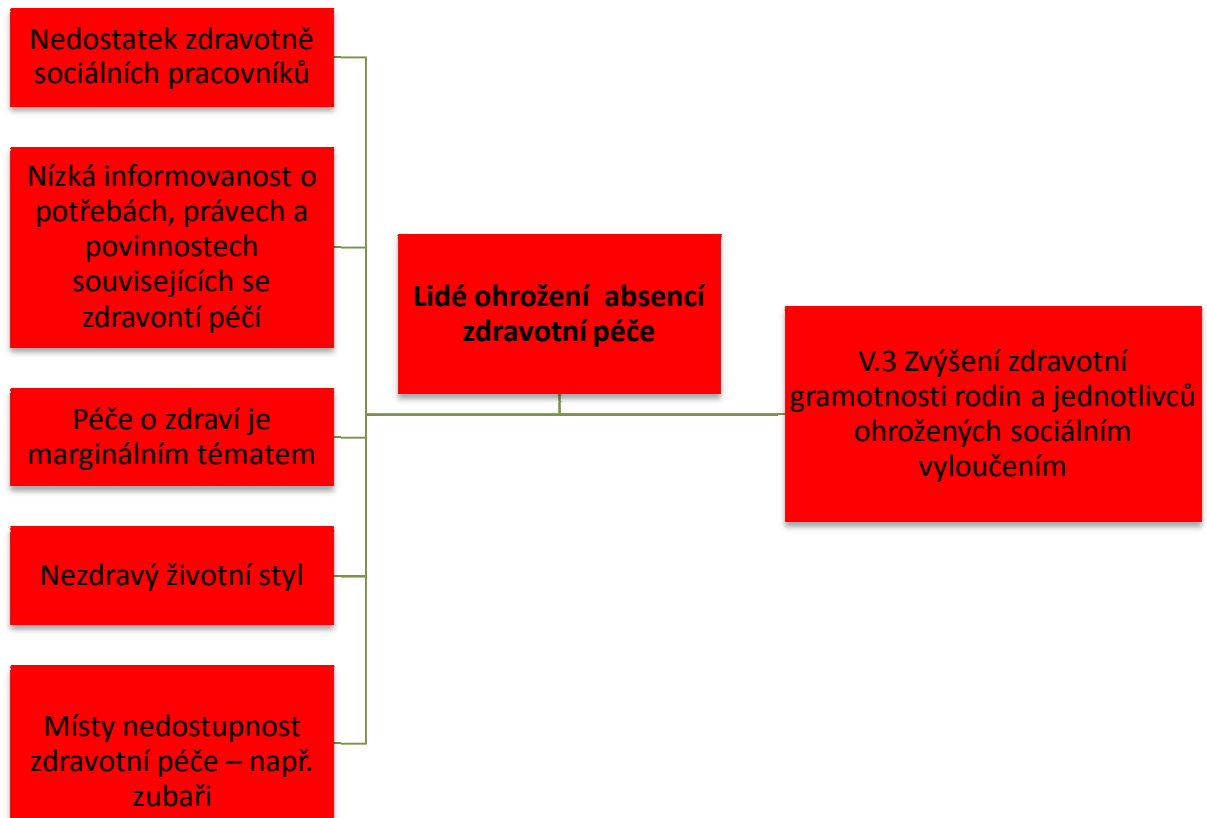 Nedostatek zdravotně
sociálních pracovníků
Nízká informovanost o
potřebách, právech a
povinnostech
souvisejících se
zdravontí péčí
Péče o zdraví je
marginálním tématem
Nezdravý životní styl
Místy nedostupnost
zdravotní péče – např.
zubaři
Lidé ohrožení  absencí
zdravotní péče
V.3 Zvýšení zdravotní
gramotnosti rodin a jednotlivců
ohrožených sociálním
vyloučením